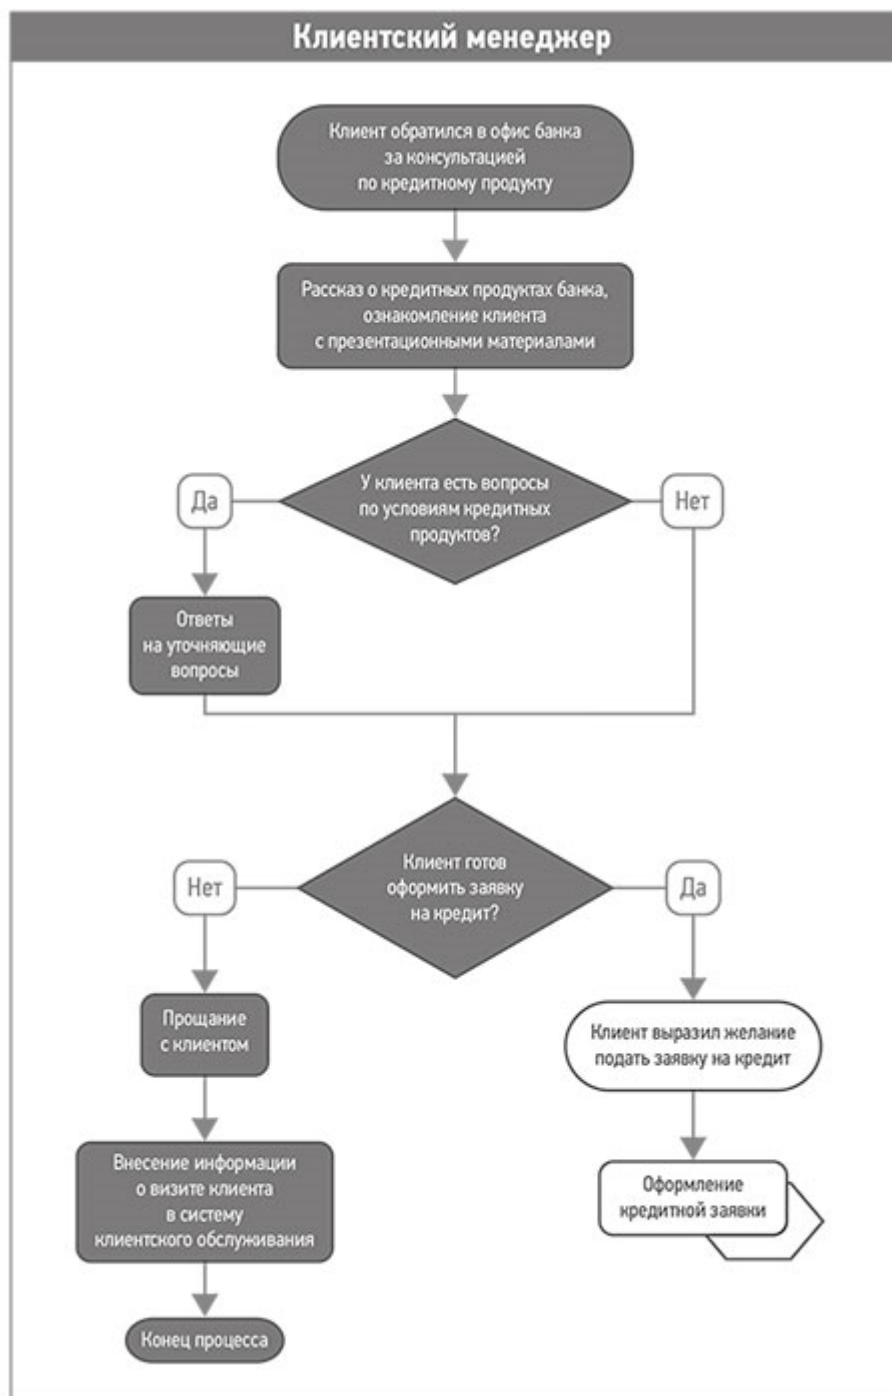 Клиентский менеджер
Клиент обратился в офис банка
за консультацией
по кредитному продукту
Рассказ о кредитных продуктах банка,
ознакомление клиента
с презентационными материалами
У клиента есть вопросы
по условиям кредитных
продуктов?
Да
Нет
Ответы
на уточняющие
вопросы
Клиент готов
оформить заявку
на кредит?
Нет
Да
Прощание
с клиентом
Клиент выразил желание
подать заявку на кредит
Внесение информации
о визите клиента
в систему
клиентского обслуживания
Оформление
кредитной заявки
Конец процесса